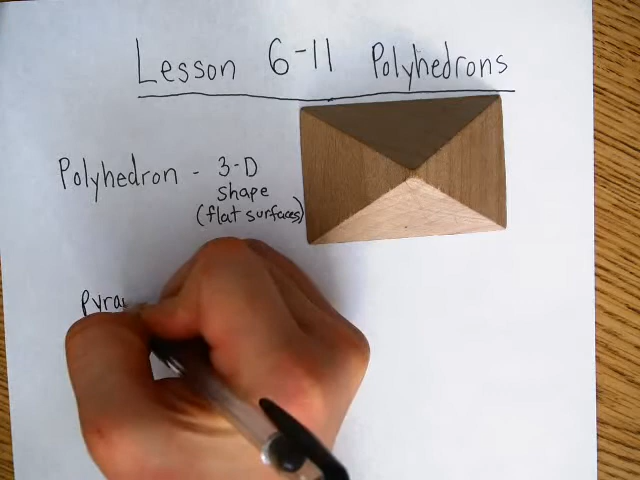 Lesson 6-11 Polyhedrons
Polyhedron - 3-D
shape
(flat surfaces)